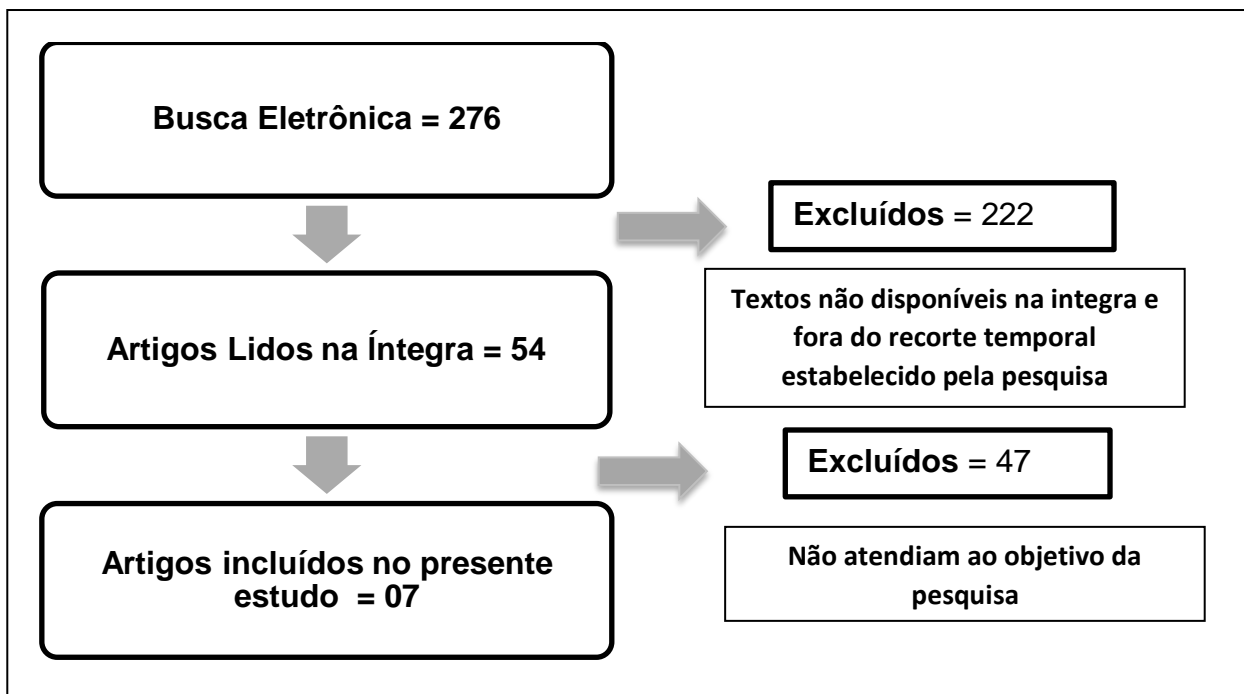 Busca Eletrônica = 276
Excluídos = 222
Textos não disponíveis na integra e
fora do recorte temporal
estabelecido pela pesquisa
Artigos Lidos na Íntegra = 54
Excluídos = 47
Não atendiam ao objetivo da
pesquisa
Artigos incluídos no presente
estudo = 07